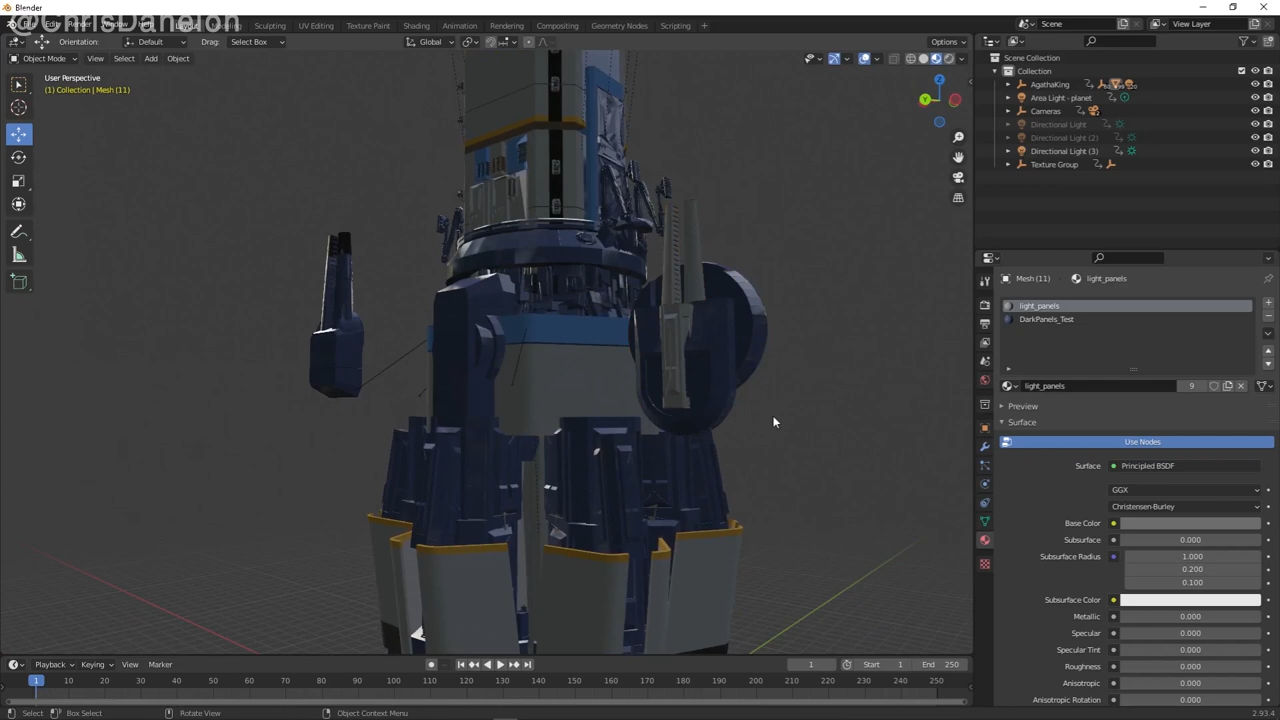 Blender
@ChrisDanelon
File Edit Render Window Help Layout Modeling Sculpting UV Editing Texture Paint Shading Animation Rendering Compositing Geometry Nodes Scripting +
Scene
View Layer
Orientation: Default Drag: Select Box Global Options
Object Mode View Select Add Object
User Perspective
(1) Collection | Mesh (11)
Scene Collection
Collection
AgathaKing
Area Light - planet
Cameras
Directional Light
Directional Light (2)
Directional Light (3)
Texture Group
Mesh (11) light_panels
light_panels
DarkPanels_Test
light_panels 9
Preview
Surface
Use Nodes
Surface Principled BSDF
GGX
Christensen-Burley
Base Color
Subsurface 0.000
Subsurface Radius 1.000
0.200
0.100
Subsurface Color
Metallic 0.000
Specular 0.000
Specular Tint 0.000
Roughness 0.000
Anisotropic 0.000
Anisotropic Rotation 0.000
Playback Keying View Marker 1 Start 1 End 250
1 10 20 30 40 50 60 70 80 90 100 110 120 130 140 150 160 170 180 190 200 210 220 230 240 250
Select Box Select Rotate View Object Context Menu 2.93.4